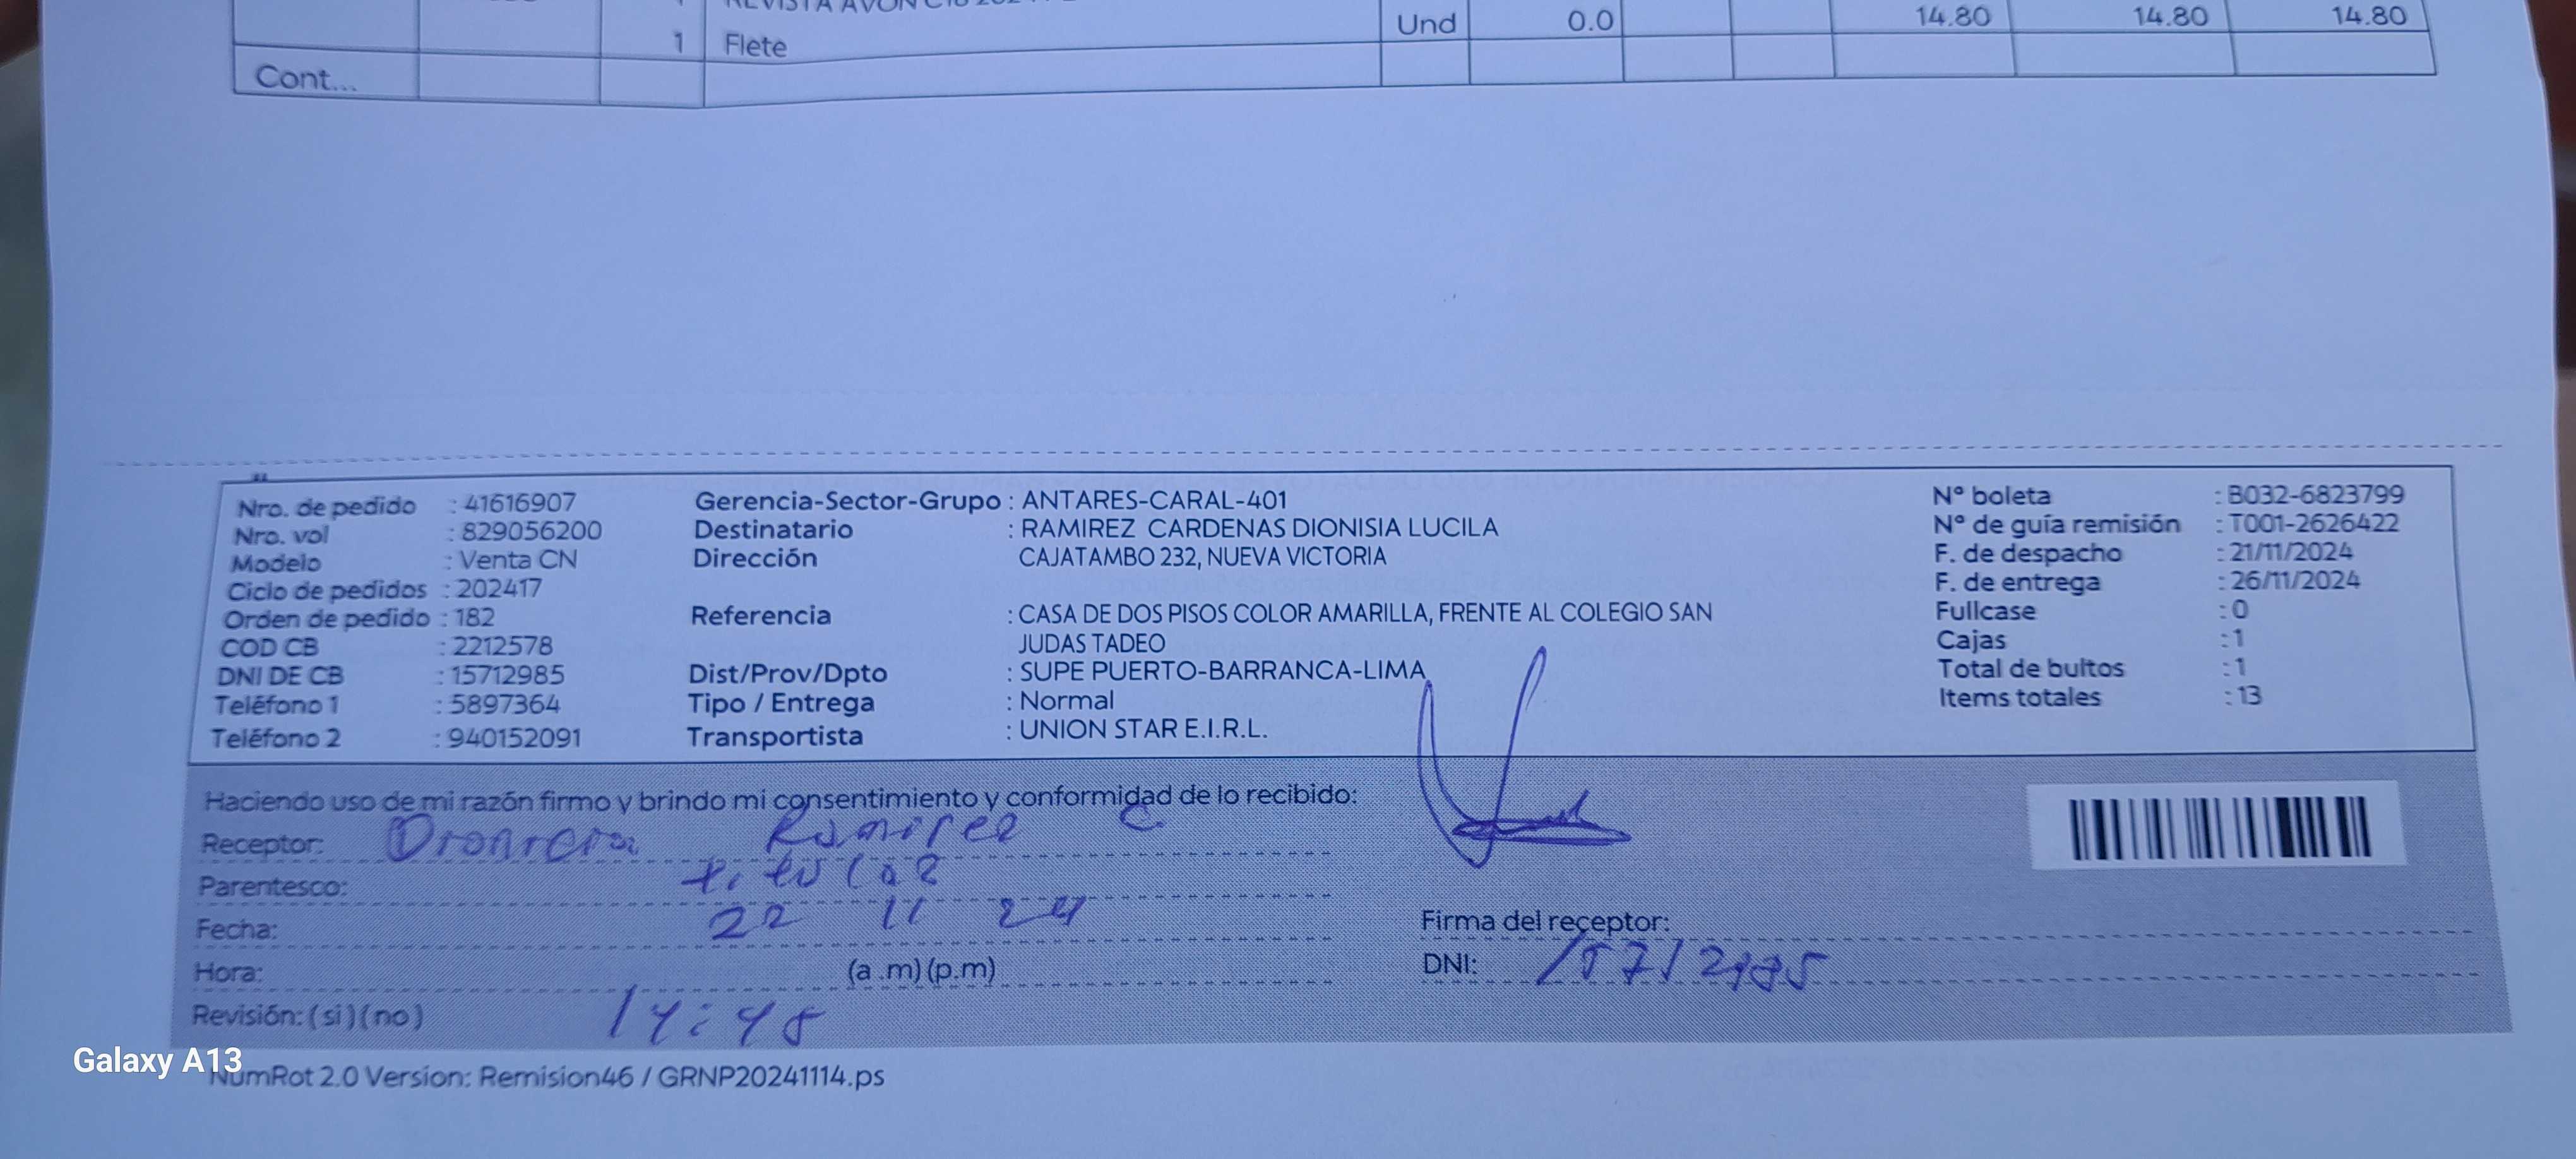 REVISTA AVON
1 Flete Und 0.0 14.80 14.80 14.80
Cont...
Nro. de pedido : 41616907 Gerencia-Sector-Grupo : ANTARES-CARAL-401 N° boleta : B032-6823799
Nro. vol : 829056200 Destinatario : RAMIREZ CARDENAS DIONISIA LUCILA N° de guía remisión : T001-2626422
Modelo : Venta CN Dirección CAJATAMBO 232, NUEVA VICTORIA F. de despacho : 21/11/2024
Ciclo de pedidos : 202417 F. de entrega : 26/11/2024
Orden de pedido : 182 Referencia : CASA DE DOS PISOS COLOR AMARILLA, FRENTE AL COLEGIO SAN Fullcase : 0
COD CB : 2212578 JUDAS TADEO Cajas : 1
DNI DE CB : 15712985 Dist/Prov/Dpto : SUPE PUERTO-BARRANCA-LIMA Total de bultos : 1
Teléfono 1 : 5897364 Tipo / Entrega : Normal Items totales : 13
Teléfono 2 : 940152091 Transportista : UNION STAR E.I.R.L.
Haciendo uso de mi razón firmo y brindo mi consentimiento y conformidad de lo recibido:
Receptor: Dionicia Ramirez C.
Parentesco: titular
Fecha: 22 11 24 Firma del receptor:
Hora: (a .m) (p.m) DNI: 15712985
Revisión: ( si ) ( no ) 14:45
Galaxy A13
NumRot 2.0 Version: Remision46 / GRNP20241114.ps